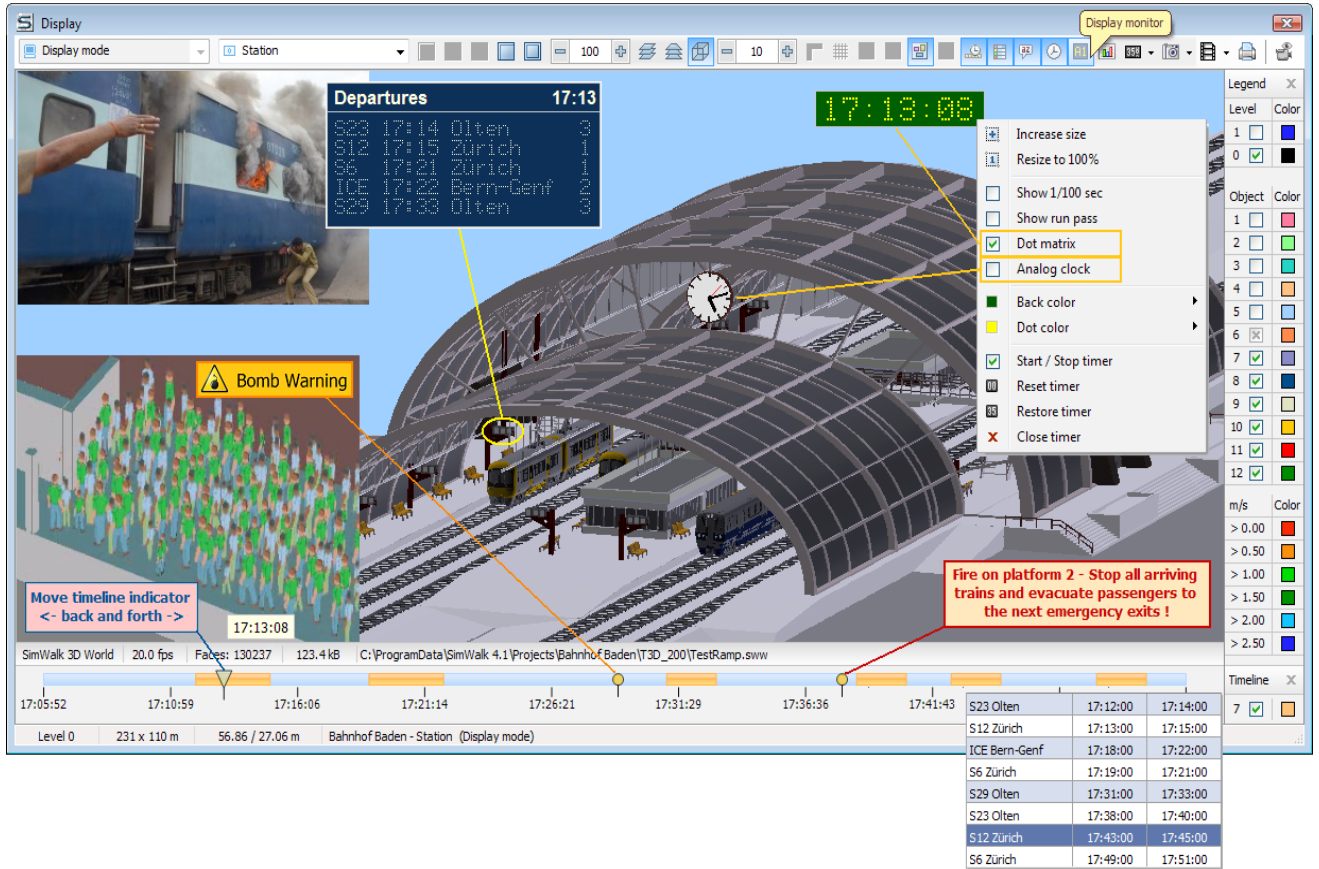 Display
Display monitor
Display mode
Station
100
10
Departures 17:13
S23 17:14 Olten 3
S12 17:15 Zürich 1
S6 17:21 Zürich 1
ICE 17:22 Bern-Genf 2
S29 17:33 Olten 3
17:13:08
Increase size
Resize to 100%
Show 1/100 sec
Show run pass
Dot matrix
Analog clock
Back color
Dot color
Start / Stop timer
Reset timer
Restore timer
Close timer
Legend X
Level Color
1
0
Object Color
1
2
3
4
5
6
7
8
9
10
11
12
m/s Color
> 0.00
> 0.50
> 1.00
> 1.50
> 2.00
> 2.50
Timeline X
7
Bomb Warning
Move timeline indicator
<- back and forth ->
17:13:08
Fire on platform 2 - Stop all arriving
trains and evacuate passengers to
the next emergency exits !
SimWalk 3D World 20.0 fps Faces: 130237 123.4 kB C:\ProgramData\SimWalk 4.1\Projects\Bahnhof Baden\T3D_200\TestRamp.sww
17:05:52 17:10:59 17:16:06 17:21:14 17:26:21 17:31:29 17:36:36 17:41:43
Level 0 231 x 110 m 56.86 / 27.06 m Bahnhof Baden - Station (Display mode)
S23 Olten 17:12:00 17:14:00
S12 Zürich 17:13:00 17:15:00
ICE Bern-Genf 17:18:00 17:22:00
S6 Zürich 17:19:00 17:21:00
S29 Olten 17:31:00 17:33:00
S23 Olten 17:38:00 17:40:00
S12 Zürich 17:43:00 17:45:00
S6 Zürich 17:49:00 17:51:00